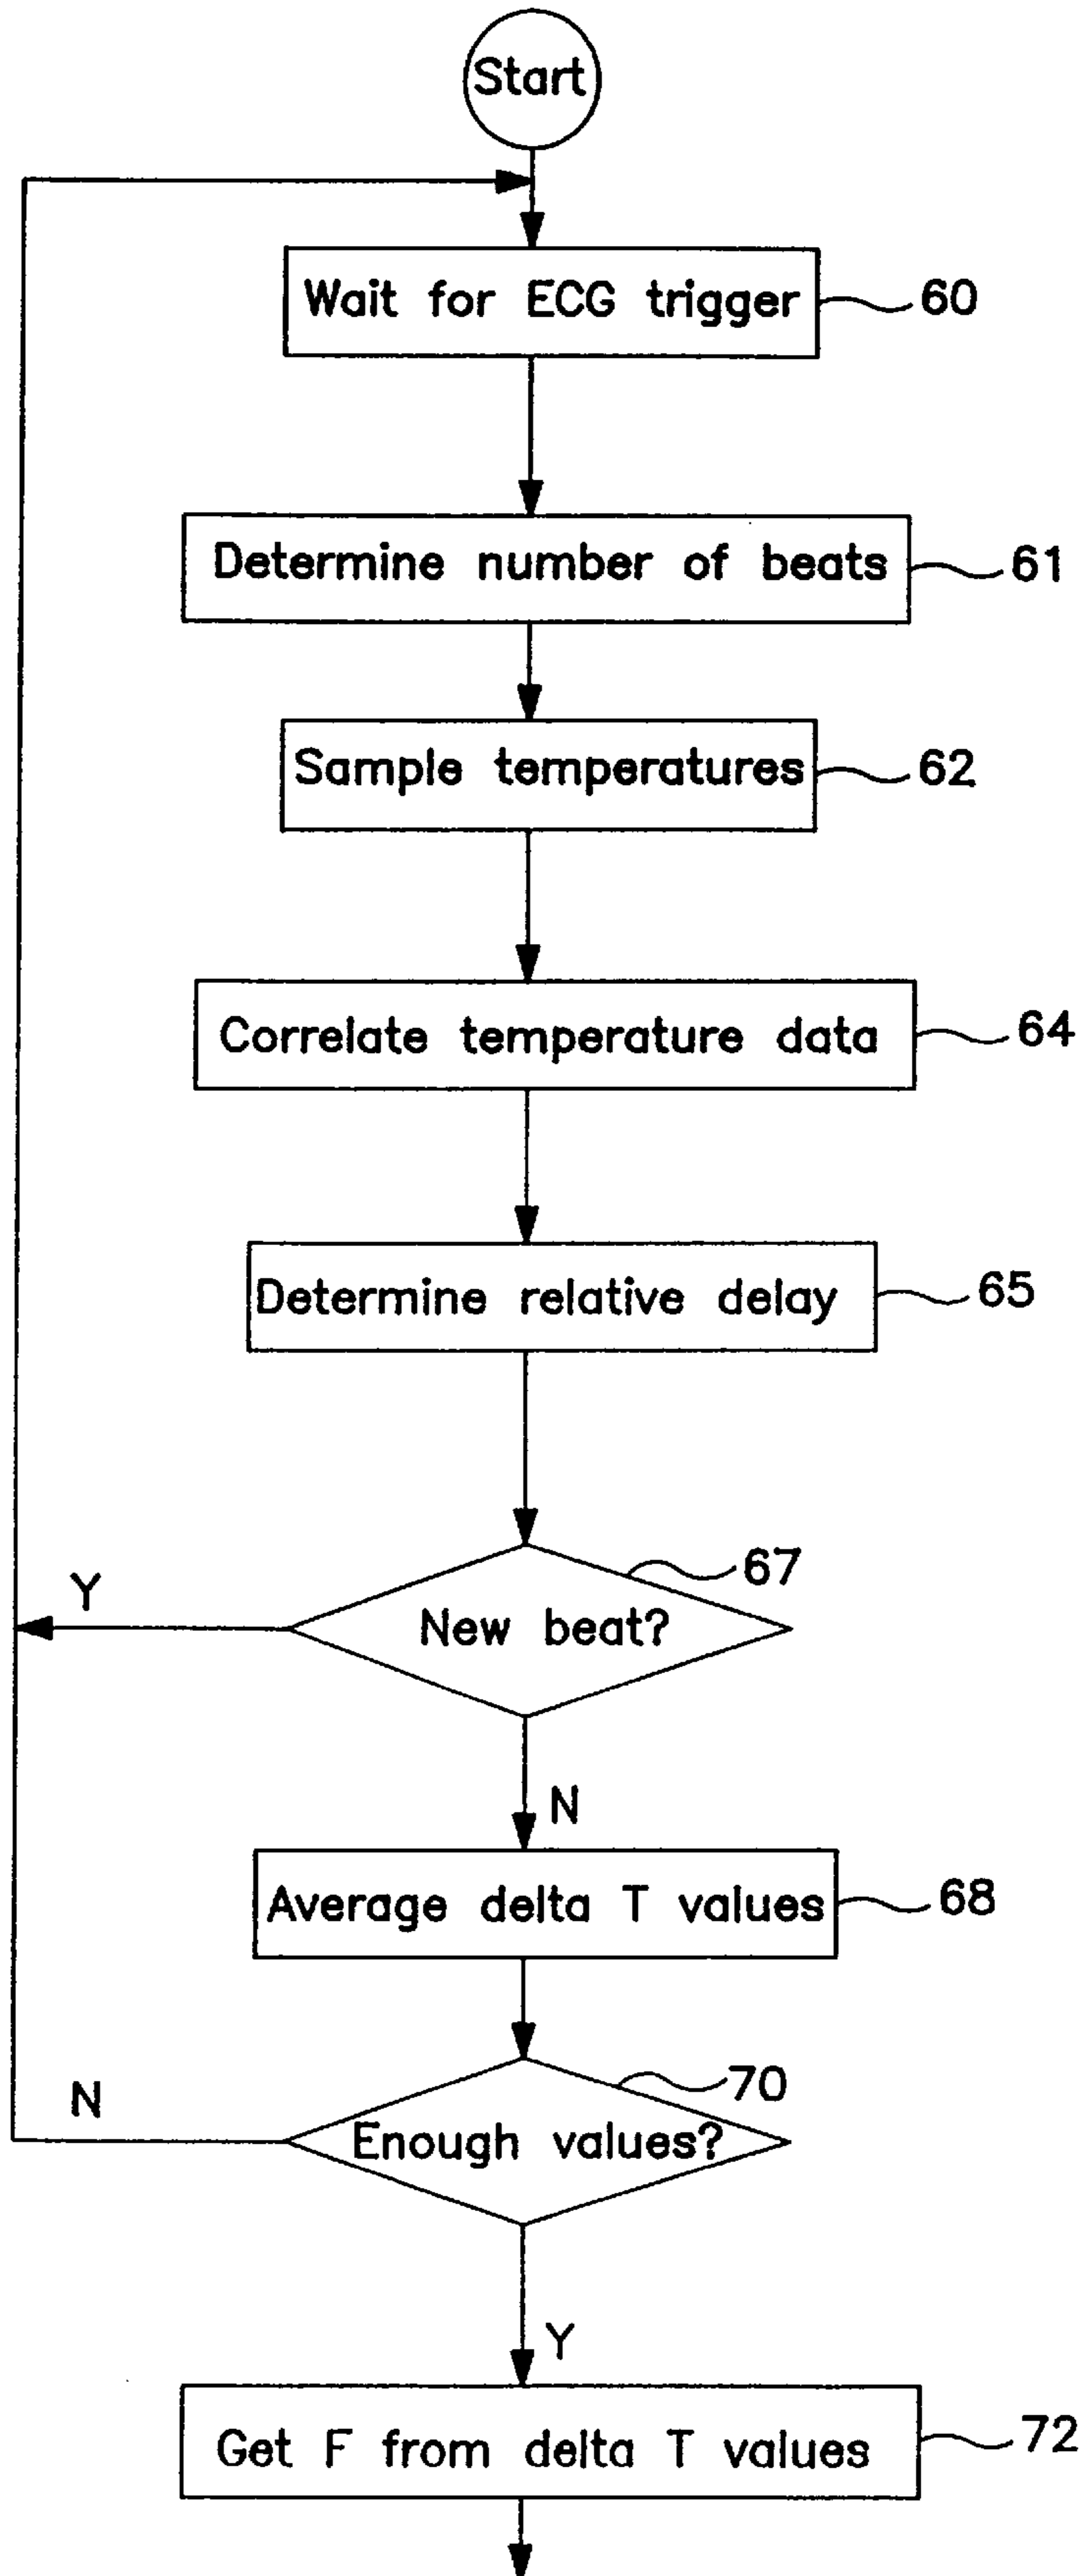 Start
Wait for ECG trigger
60
Determine number of beats
61
Sample temperatures
62
Correlate temperature data
64
Determine relative delay
65
67
Y
New beat?
N
Average delta T values
68
70
N
Enough values?
Y
Get F from delta T values
72